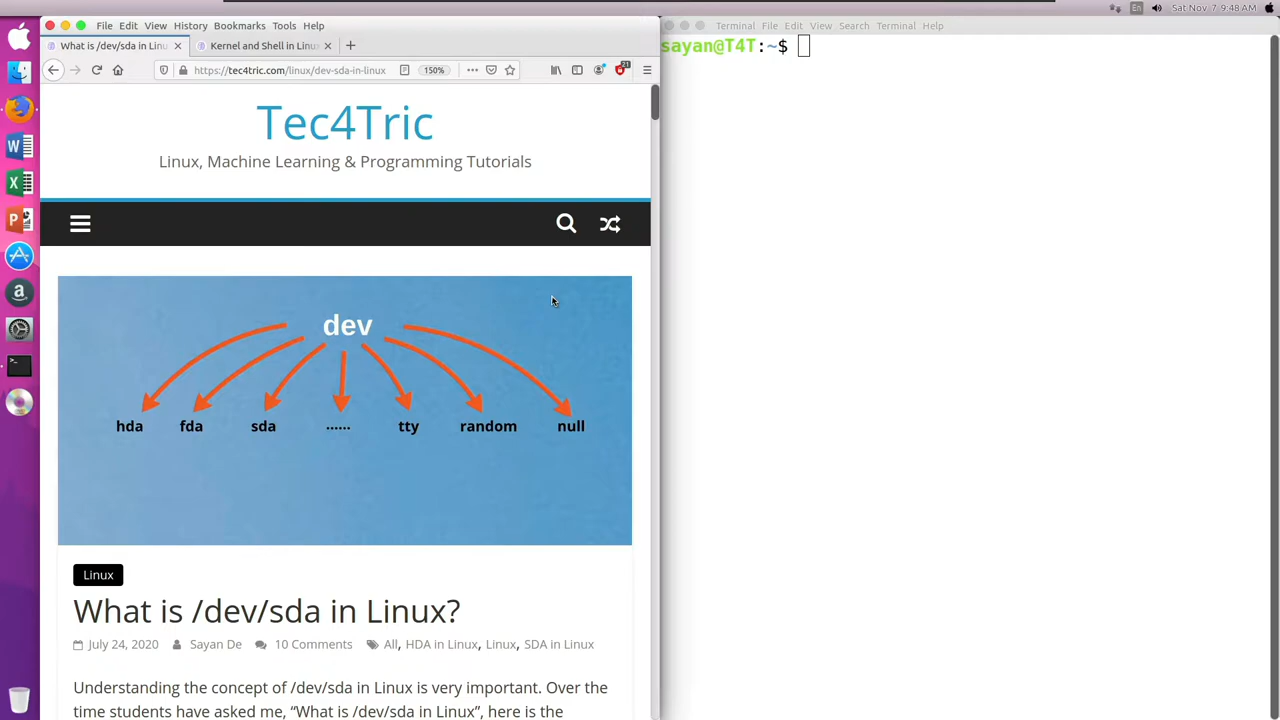 En Sat Nov 7, 9:48 AM
File Edit View History Bookmarks Tools Help
Terminal File Edit View Search Terminal Help
What is /dev/sda in Linu
Kernel and Shell in Linux
sayan@T4T:~$
https://tec4tric.com/linux/dev-sda-in-linux
150%
21
Tec4Tric
Linux, Machine Learning & Programming Tutorials
dev
hda fda sda ...... tty random null
Linux
What is /dev/sda in Linux?
July 24, 2020 Sayan De 10 Comments All, HDA in Linux, Linux, SDA in Linux
Understanding the concept of /dev/sda in Linux is very important. Over the
time students have asked me, “What is /dev/sda in Linux”, here is the